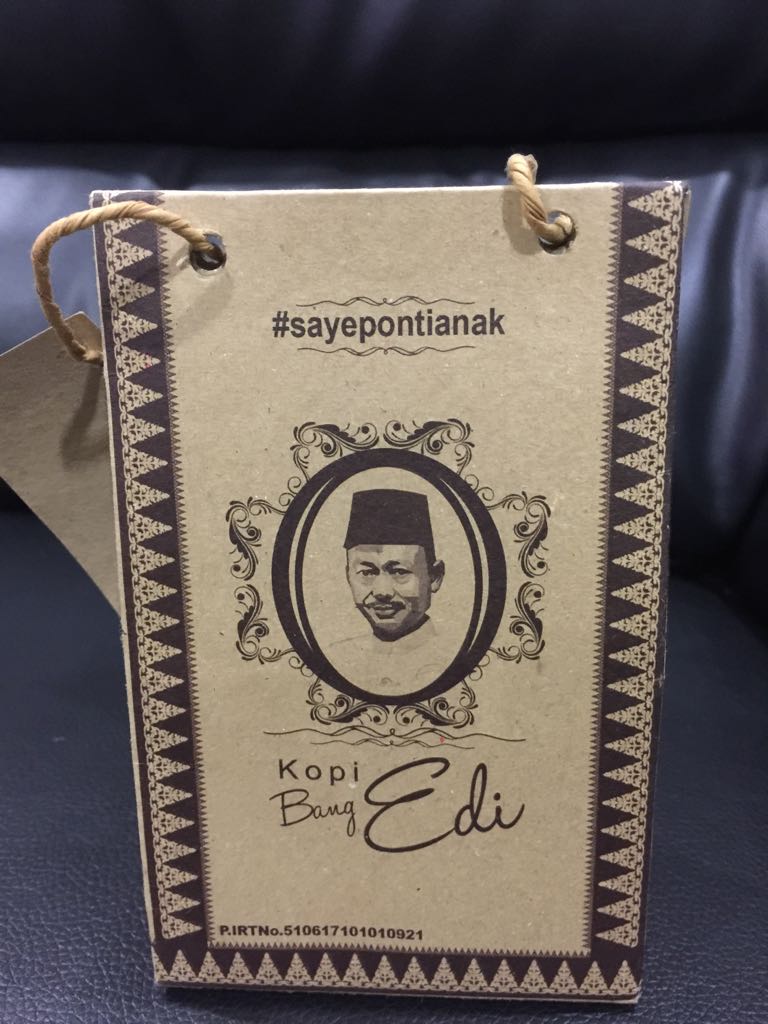 #sayepontianak
Kopi
Bang Edi
P.IRTNo.510617101010921